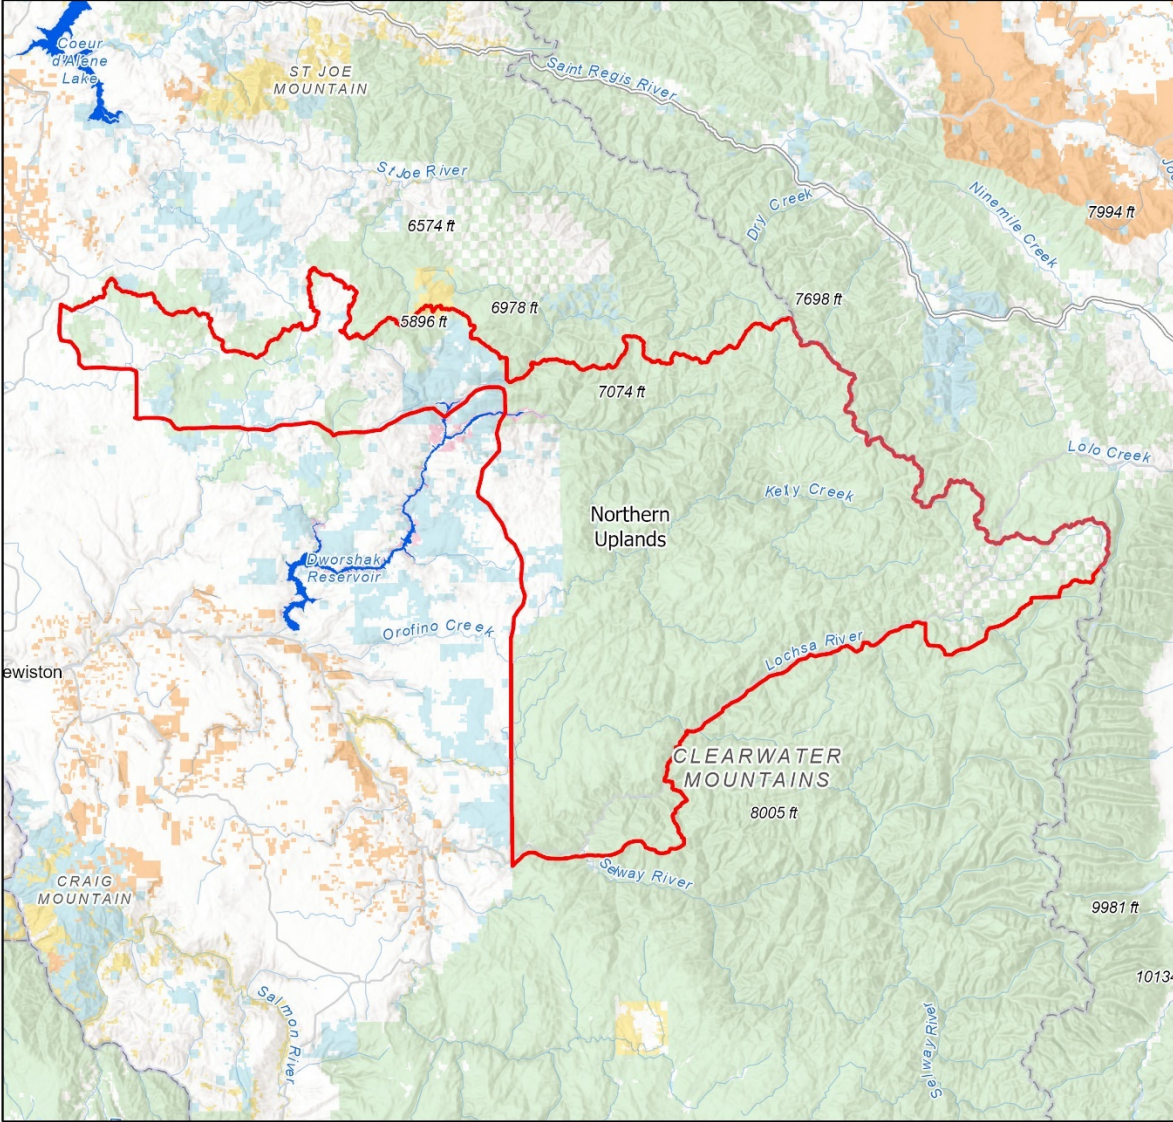 Coeur
d'Alene
Lake
ST JOE
MOUNTAIN
Saint Regis River
St Joe River
Ninemile Creek
Dry Creek
7994 ft
6574 ft
7698 ft
6978 ft
5896 ft
7074 ft
Lolo Creek
Kelly Creek
Northern
Uplands
Dworshak
Reservoir
Orofino Creek
Lochsa River
ewiston
CLEARWATER
MOUNTAINS
8005 ft
Selway River
CRAIG
MOUNTAIN
9981 ft
10134
Salmon River
Selway River